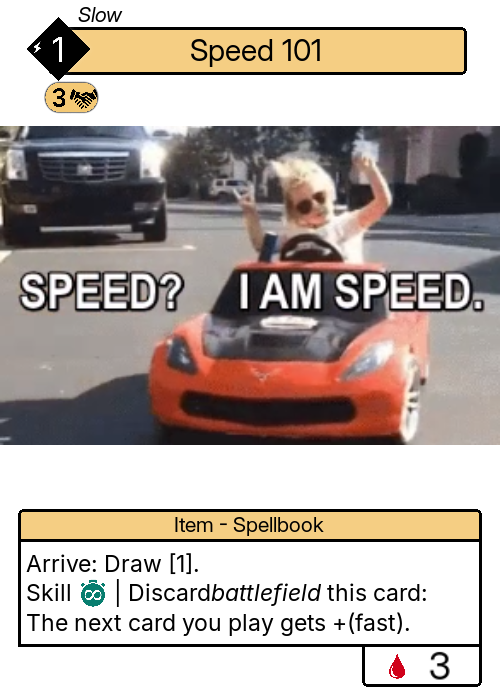 Slow
1
Speed 101
3
SPEED? I AM SPEED.
Item - Spellbook
Arrive: Draw [1].
Skill | Discardbattlefield this card:
The next card you play gets +(fast).
3